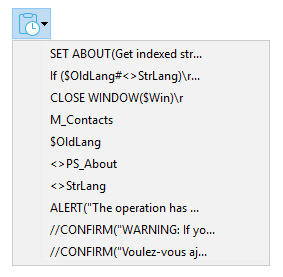 SET ABOUT(Get indexed str...
If ($OldLang#<>StrLang)\r...
CLOSE WINDOW($Win)\r
M_Contacts
$OldLang
<>PS_About
<>StrLang
ALERT("The operation has ...
//CONFIRM("WARNING: If yo...
//CONFIRM("Voulez-vous aj...